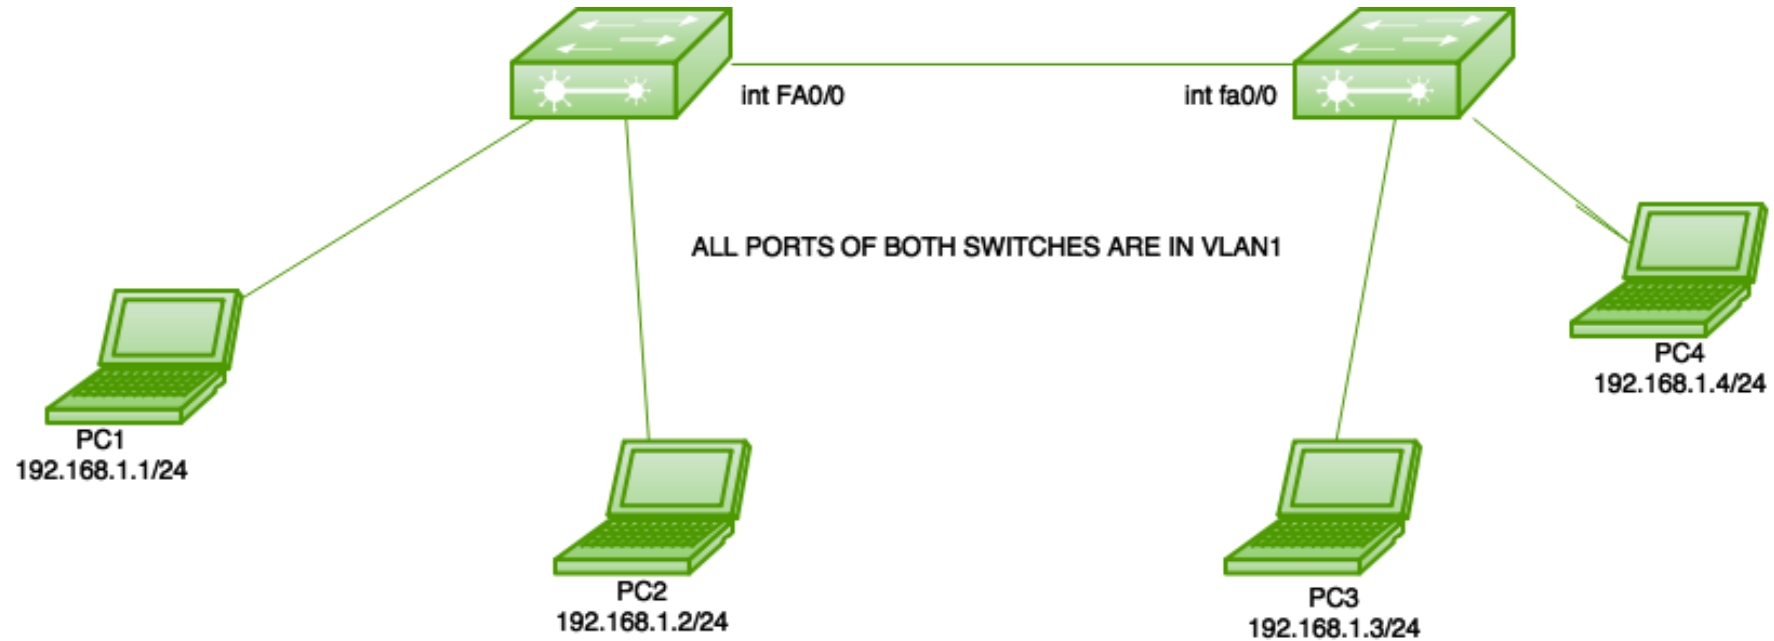 int FA0/0
int fa0/0
ALL PORTS OF BOTH SWITCHES ARE IN VLAN1
PC4
192.168.1.4/24
PC1
192.168.1.1/24
PC2
192.168.1.2/24
PC3
192.168.1.3/24